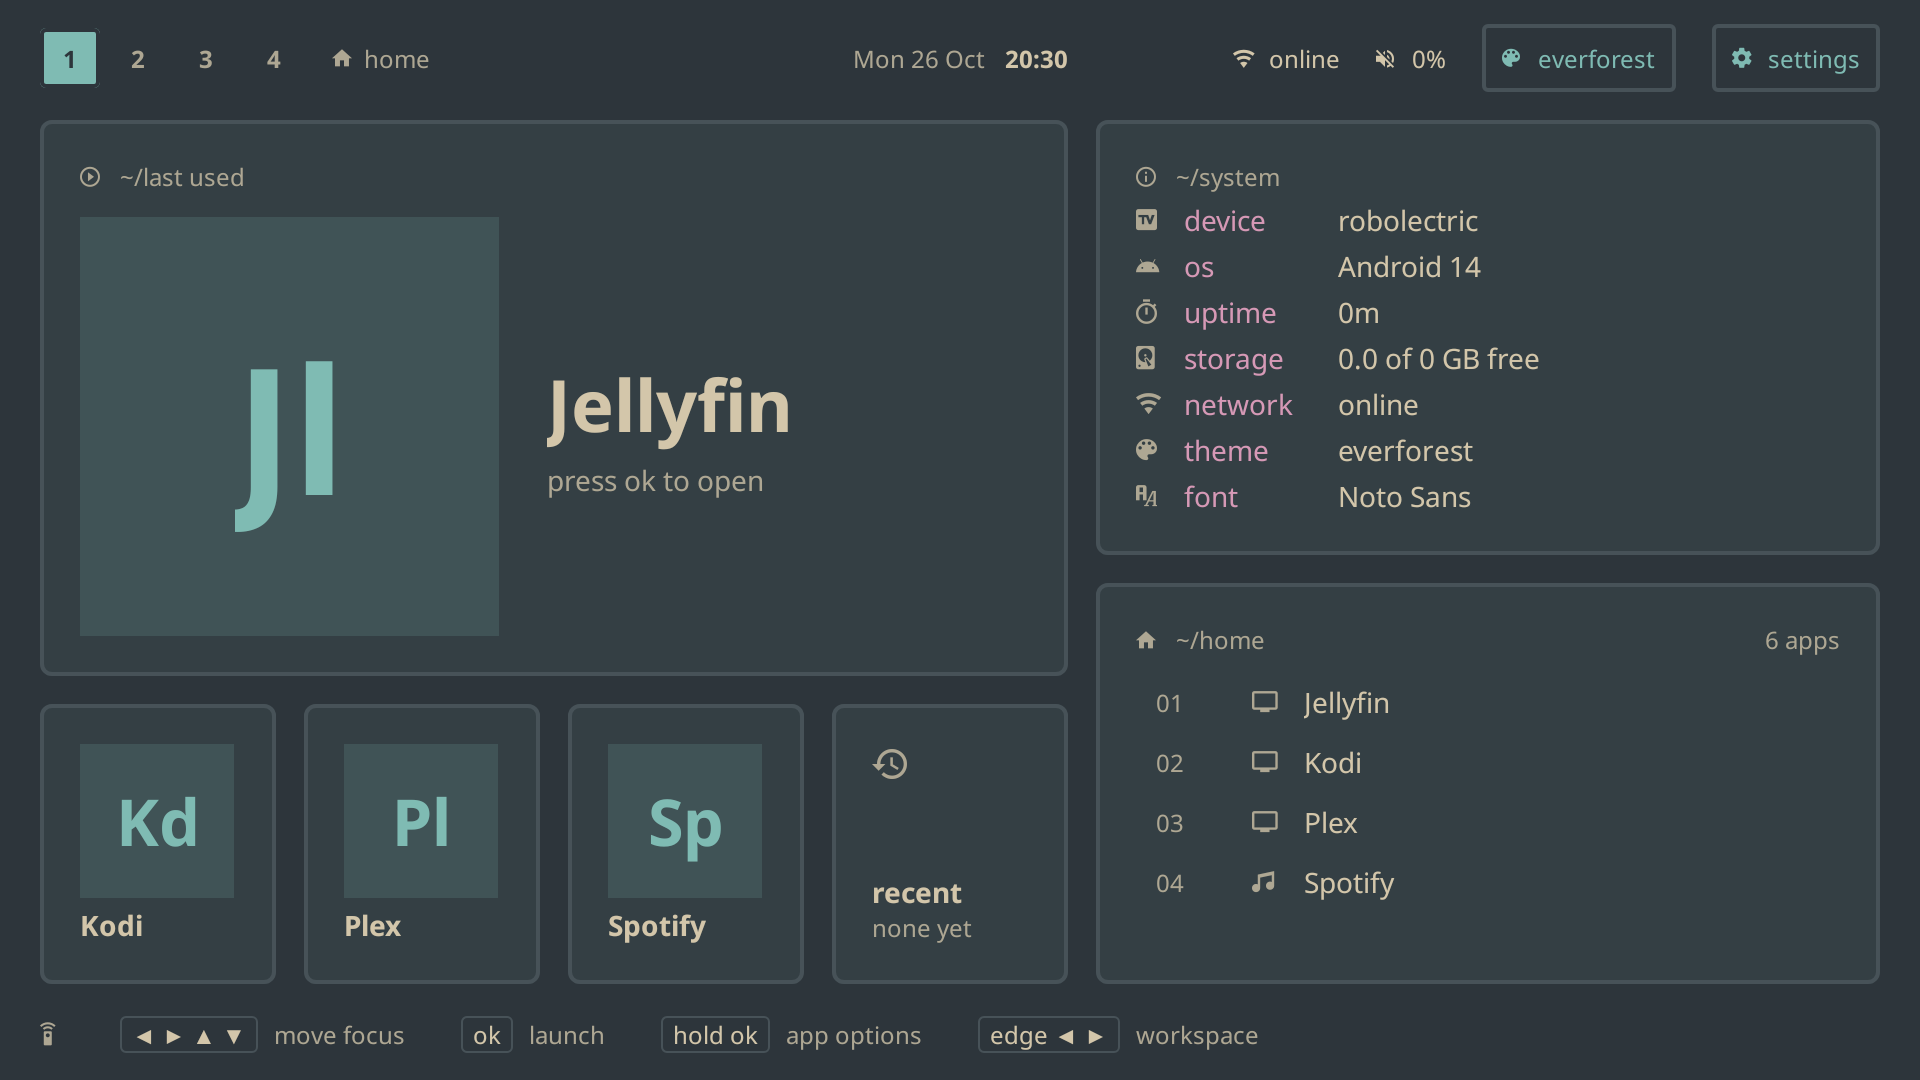 1 2 3 4 home Mon 26 Oct 20:30 online 0% everforest settings
~/last used
Jl
Jellyfin
press ok to open
~/system
device robolectric
os Android 14
uptime 0m
storage 0.0 of 0 GB free
network online
theme everforest
font Noto Sans
Kd
Kodi
Pl
Plex
Sp
Spotify
recent
none yet
~/home 6 apps
01 Jellyfin
02 Kodi
03 Plex
04 Spotify
◀ ▶ ▲ ▼ move focus ok launch hold ok app options edge ◀ ▶ workspace